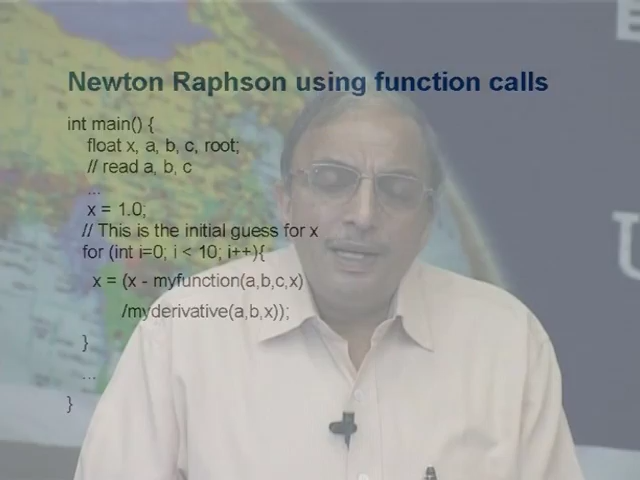 Newton Raphson using function calls
int main() {
float x, a, b, c, root;
// read a, b, c
...
x = 1.0;
// This is the initial guess for x
for (int i=0; i < 10; i++){
x = (x - myfunction(a,b,c,x)
/myderivative(a,b,x));
}
...
}